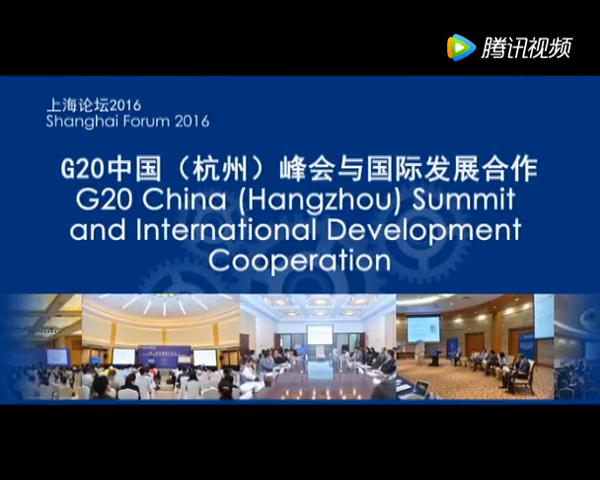 腾讯视频
上海论坛2016
Shanghai Forum 2016
G20中国（杭州）峰会与国际发展合作
G20 China (Hangzhou) Summit
and International Development
Cooperation